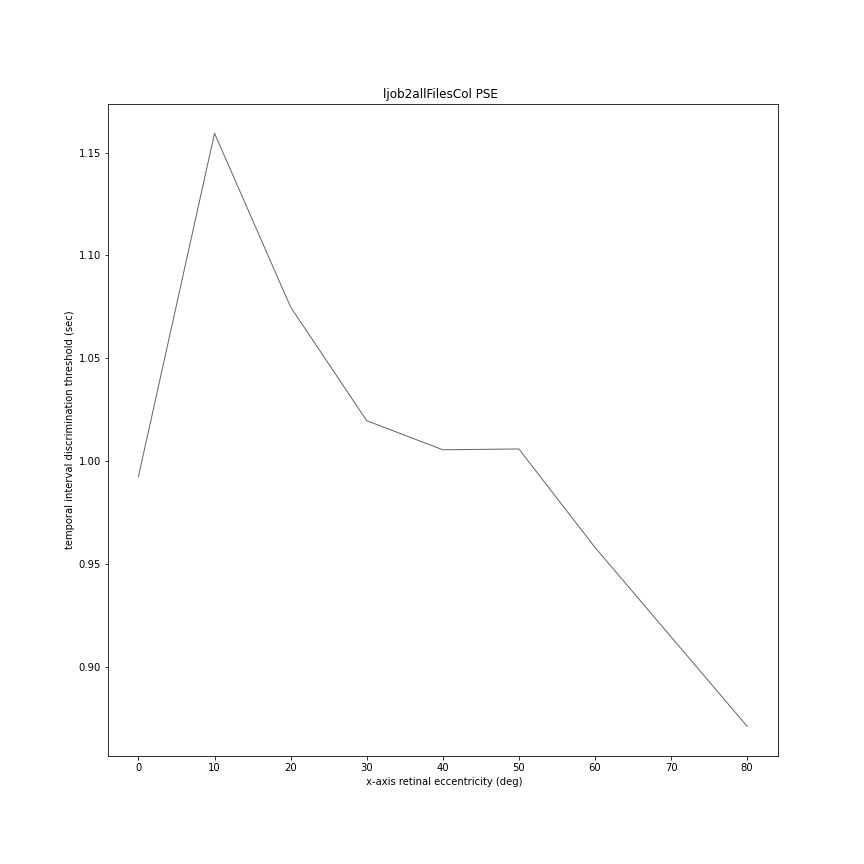 ljob2allFilesCol PSE
temporal interval discrimination threshold (sec)
1.15
1.10
1.05
1.00
0.95
0.90
0 10 20 30 40 50 60 70 80
x-axis retinal eccentricity (deg)